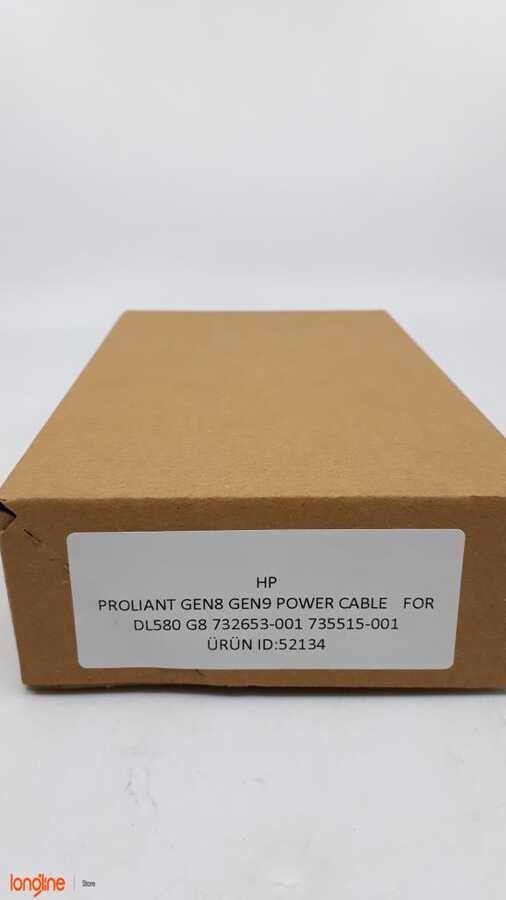 HP
PROLIANT GEN8 GEN9 POWER CABLE FOR
DL580 G8 732653-001 735515-001
ÜRÜN ID:52134
longline Store